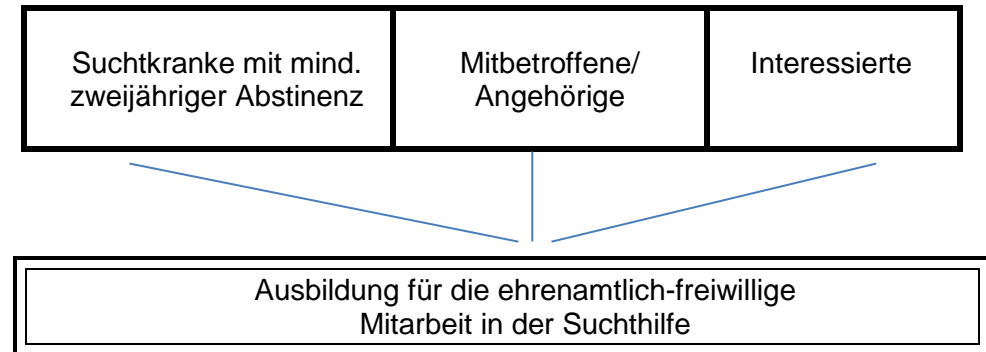 Suchtkranke mit mind.
zweijähriger Abstinenz
Mitbetroffene/
Angehörige
Interessierte
Ausbildung für die ehrenamtlich-freiwillige
Mitarbeit in der Suchthilfe